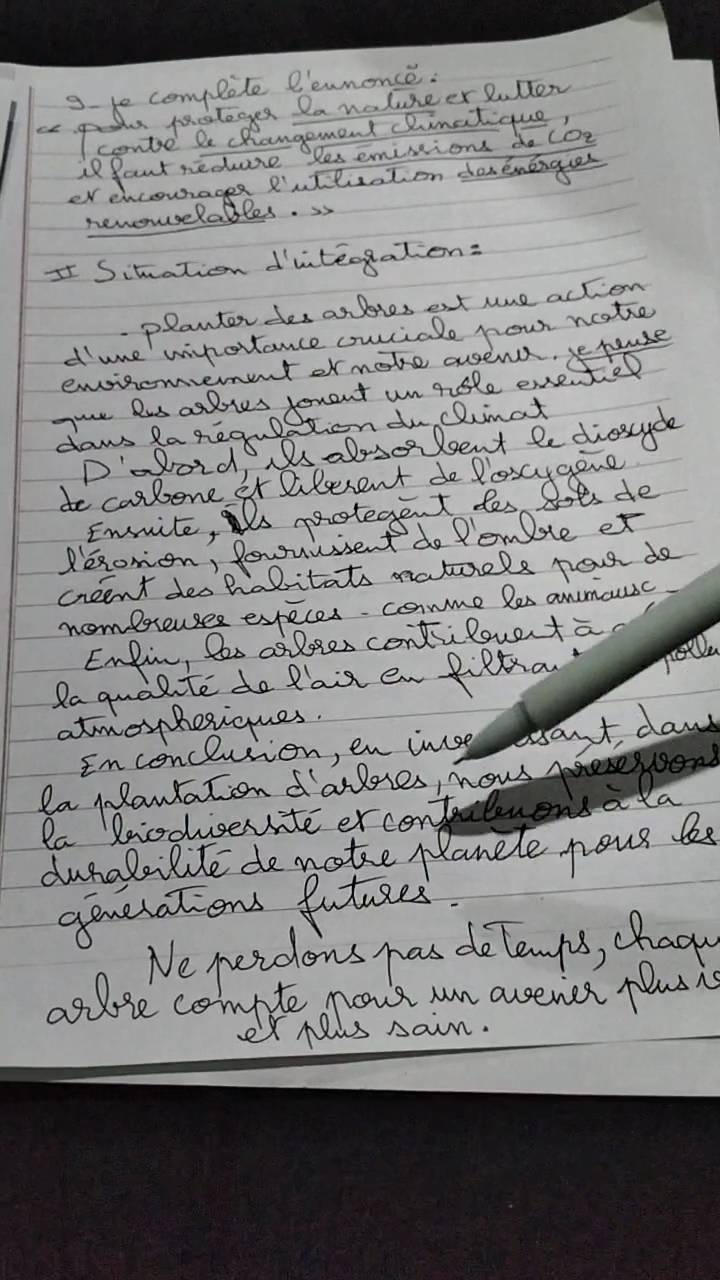 9- je complète l'ennoncé.
« pour protéger la nature et lutter
contre le changement climatique,
il faut réduire les émissions de CO2
et encourager l'utilisation des énergies
renouvelables. »
II Situation d'intégration:
- planter des arbres est une action
d'une importance cruciale pour notre
environnement et notre avenir. je pense
que les arbres jouent un rôle essentiel
dans la régulation du climat
D'abord, ils absorbent le dioxyde
de carbone et libèrent de l'oxygène.
Ensuite, ils protègent les sols de
l'érosion, fournissent de l'ombre et
créent des habitats naturels pour de
nombreuses espèces - comme les animaux -
Enfin, les arbres contribuent à
la qualité de l'air en
atmospheriques.
En conclusion, en dans
la plantation d'arbres, nous préservons
la biodiversité et contribuons à la
durabilité de notre planète pour les
générations futures.
Ne perdons pas de temps,
arbre compte pour un avenir plus
et plus sain.